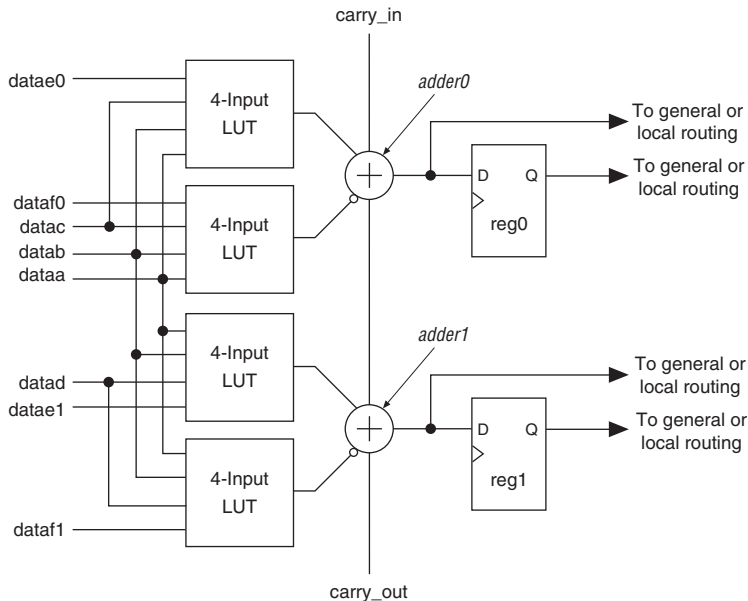 carry_in
adder0
datae0
4-Input
LUT
To general or
local routing
D Q
To general or
local routing
reg0
dataf0
datac
datab
dataa
4-Input
LUT
adder1
4-Input
LUT
To general or
local routing
datad
datae1
D Q
To general or
local routing
reg1
4-Input
LUT
dataf1
carry_out